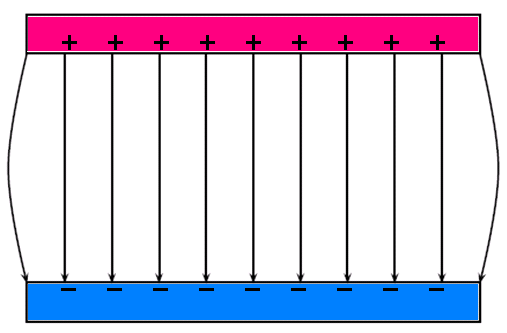 + + + + + + + + +
− − − − − − − − −